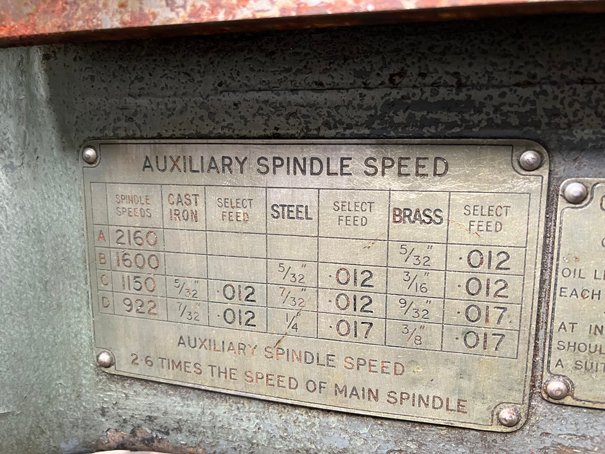 AUXILIARY SPINDLE SPEED
SPINDLE SPEEDS CAST IRON SELECT FEED STEEL SELECT FEED BRASS SELECT FEED
A 2160 5/32" ·012
B 1600 5/32" ·012 3/16" ·012
C 1150 5/32" ·012 7/32" ·012 9/32" ·017
D 922 7/32" ·012 1/4" ·017 3/8" ·017
AUXILIARY SPINDLE SPEED
2·6 TIMES THE SPEED OF MAIN SPINDLE
OIL
EACH
AT IN
SHOUL
A SUIT